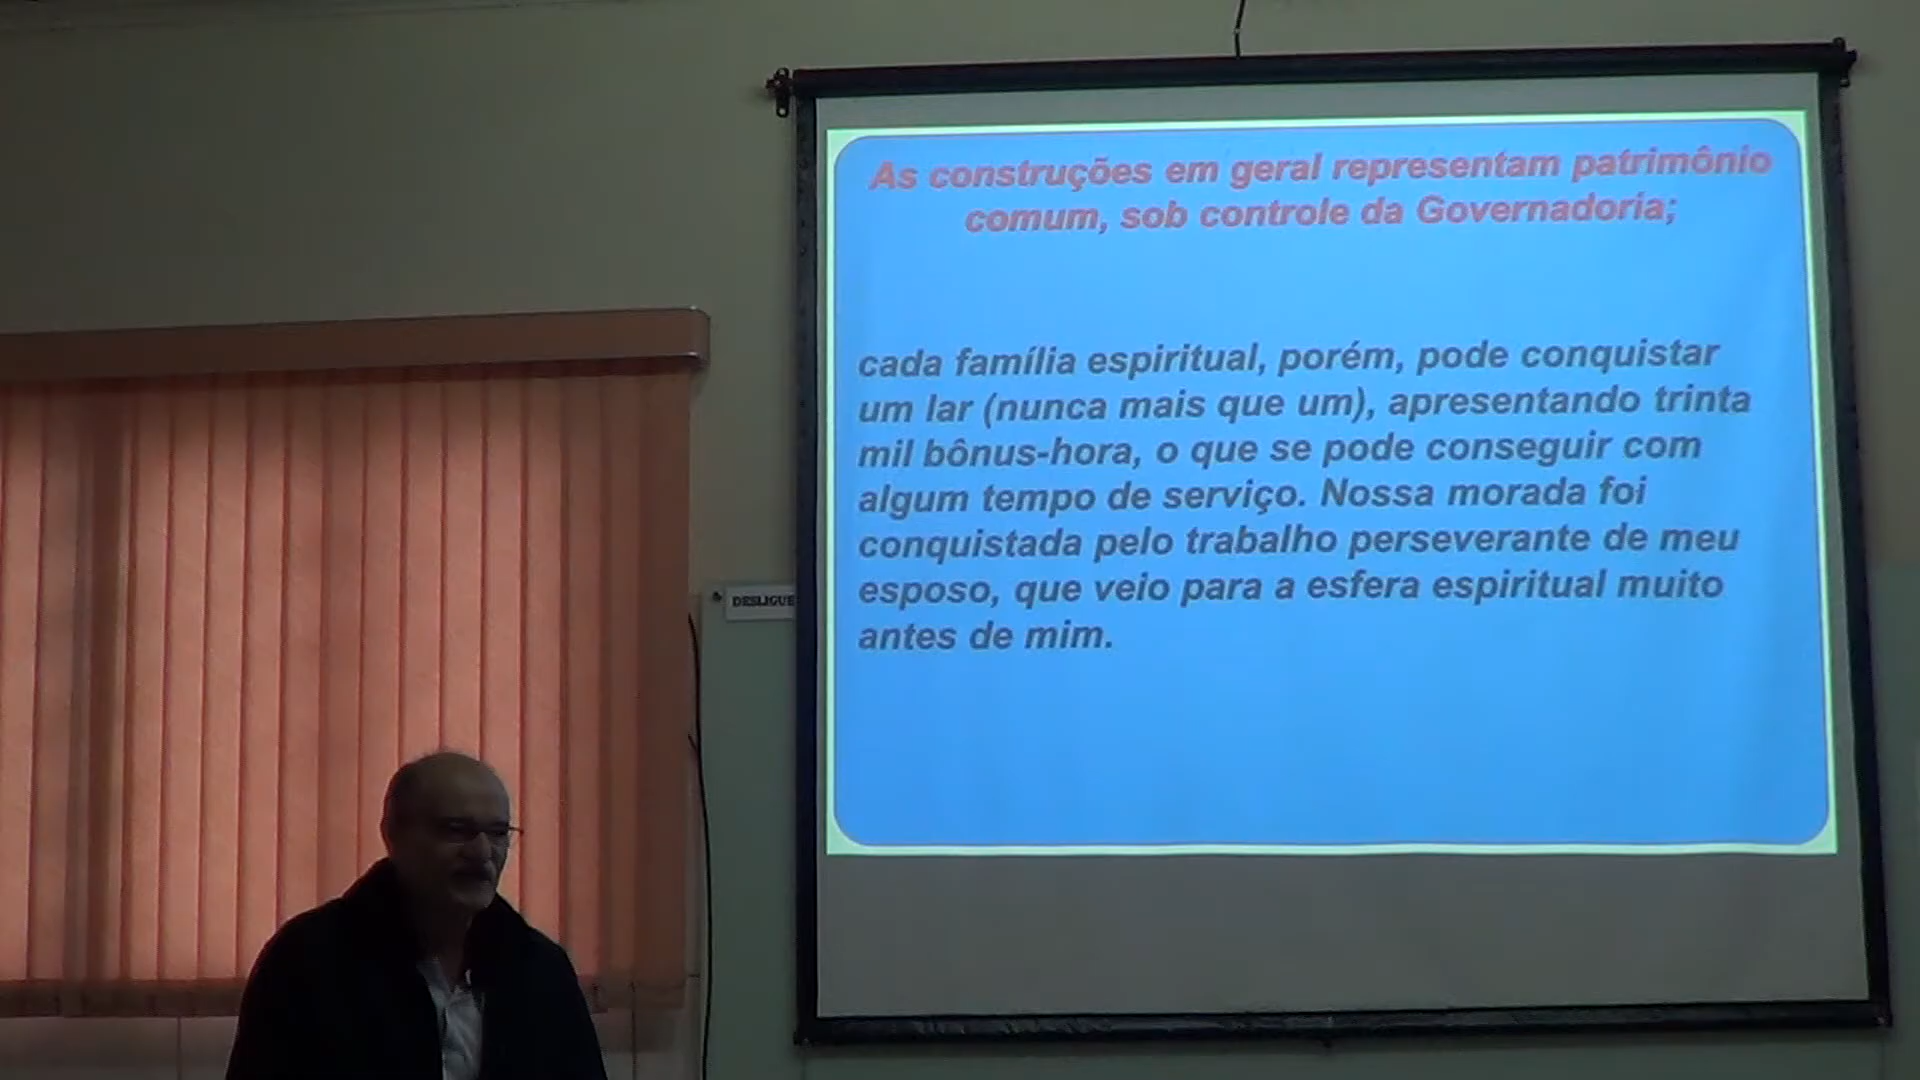 As construções em geral representam patrimônio
comum, sob controle da Governadoria;
cada família espiritual, porém, pode conquistar
um lar (nunca mais que um), apresentando trinta
mil bônus-hora, o que se pode conseguir com
algum tempo de serviço. Nossa morada foi
conquistada pelo trabalho perseverante de meu
esposo, que veio para a esfera espiritual muito
antes de mim.
DESLIGUE